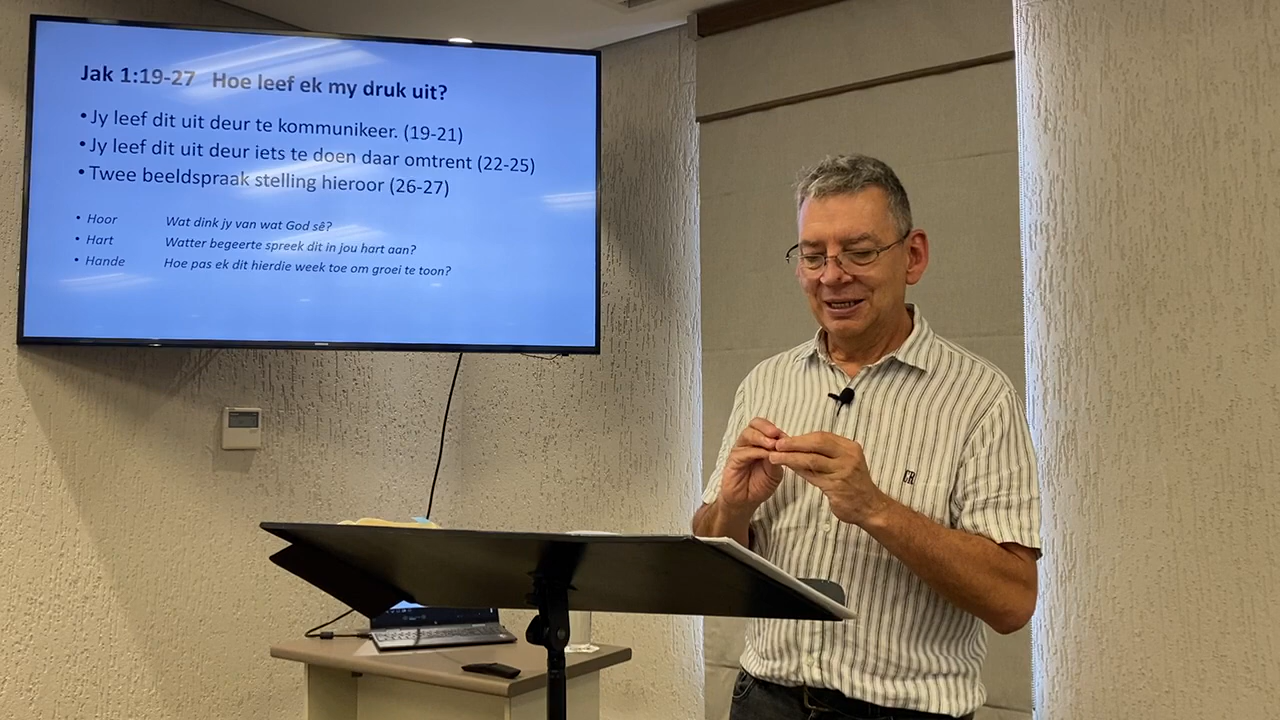 Jak 1:19-27 Hoe leef ek my druk uit?
• Jy leef dit uit deur te kommunikeer. (19-21)
• Jy leef dit uit deur iets te doen daar omtrent (22-25)
• Twee beeldspraak stelling hieroor (26-27)
• Hoor Wat dink jy van wat God sê?
• Hart Watter begeerte spreek dit in jou hart aan?
• Hande Hoe pas ek dit hierdie week toe om groei te toon?